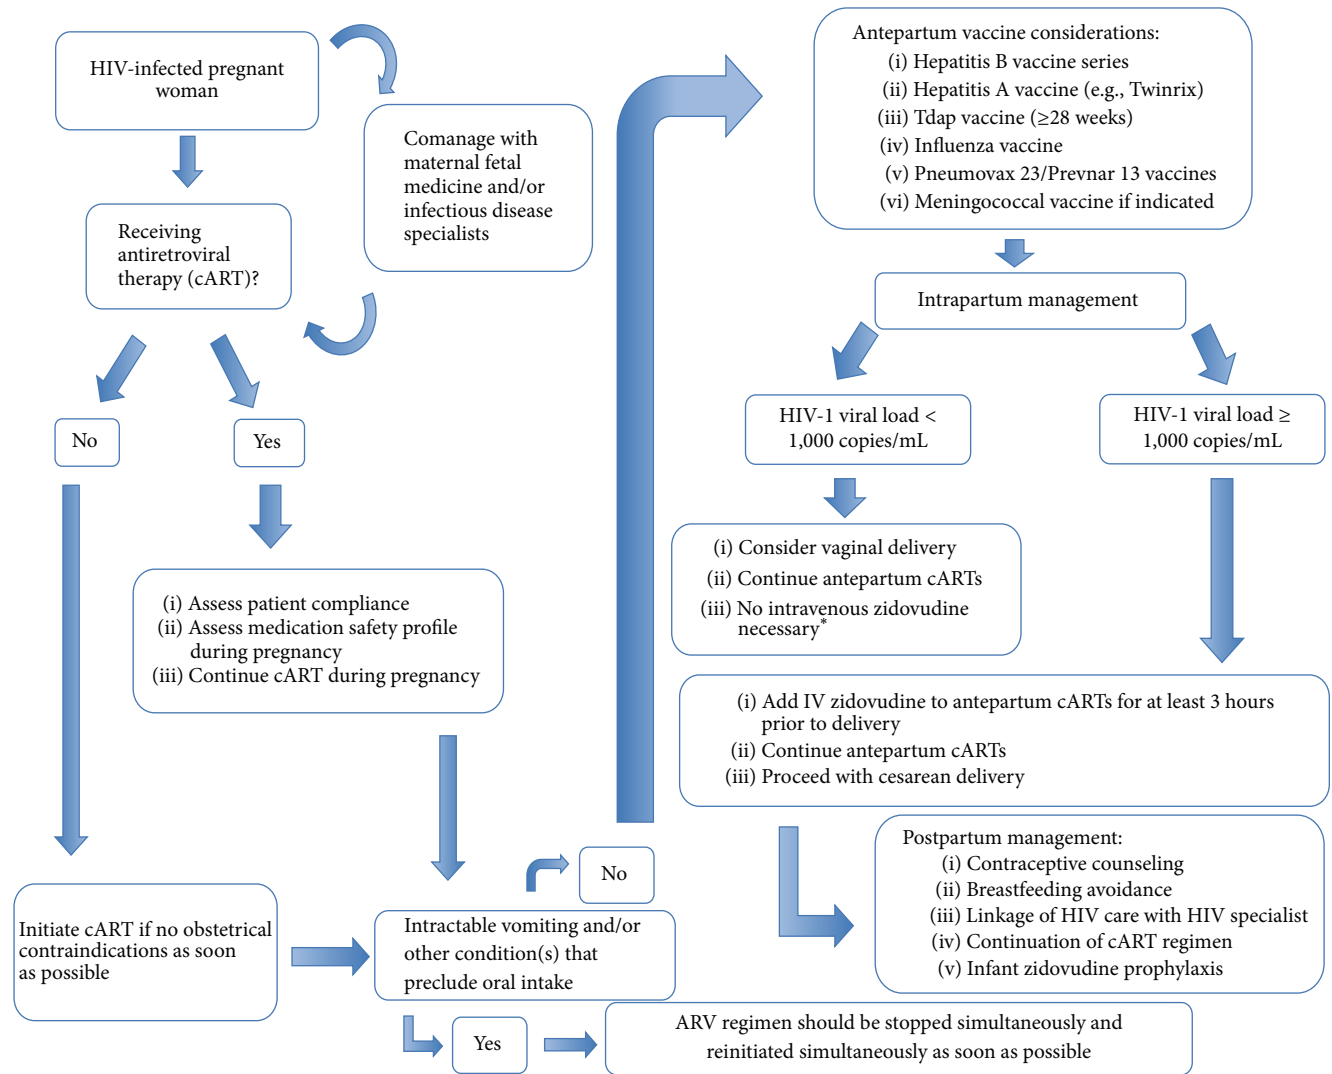 HIV-infected pregnant
woman
Comanage with
maternal fetal
medicine and/or
infectious disease
specialists
Receiving
antiretroviral
therapy (cART)?
No
Yes
(i) Assess patient compliance
(ii) Assess medication safety profile
during pregnancy
(iii) Continue cART during pregnancy
Initiate cART if no obstetrical
contraindications as soon
as possible
Intractable vomiting and/or
other condition(s) that
preclude oral intake
No
Yes
ARV regimen should be stopped simultaneously and
reinitiated simultaneously as soon as possible
Antepartum vaccine considerations:
(i) Hepatitis B vaccine series
(ii) Hepatitis A vaccine (e.g., Twinrix)
(iii) Tdap vaccine (≥28 weeks)
(iv) Influenza vaccine
(v) Pneumovax 23/Prevnar 13 vaccines
(vi) Meningococcal vaccine if indicated
Intrapartum management
HIV-1 viral load <
1,000 copies/mL
HIV-1 viral load ≥
1,000 copies/mL
(i) Consider vaginal delivery
(ii) Continue antepartum cARTs
(iii) No intravenous zidovudine
necessary*
(i) Add IV zidovudine to antepartum cARTs for at least 3 hours
prior to delivery
(ii) Continue antepartum cARTs
(iii) Proceed with cesarean delivery
Postpartum management:
(i) Contraceptive counseling
(ii) Breastfeeding avoidance
(iii) Linkage of HIV care with HIV specialist
(iv) Continuation of cART regimen
(v) Infant zidovudine prophylaxis